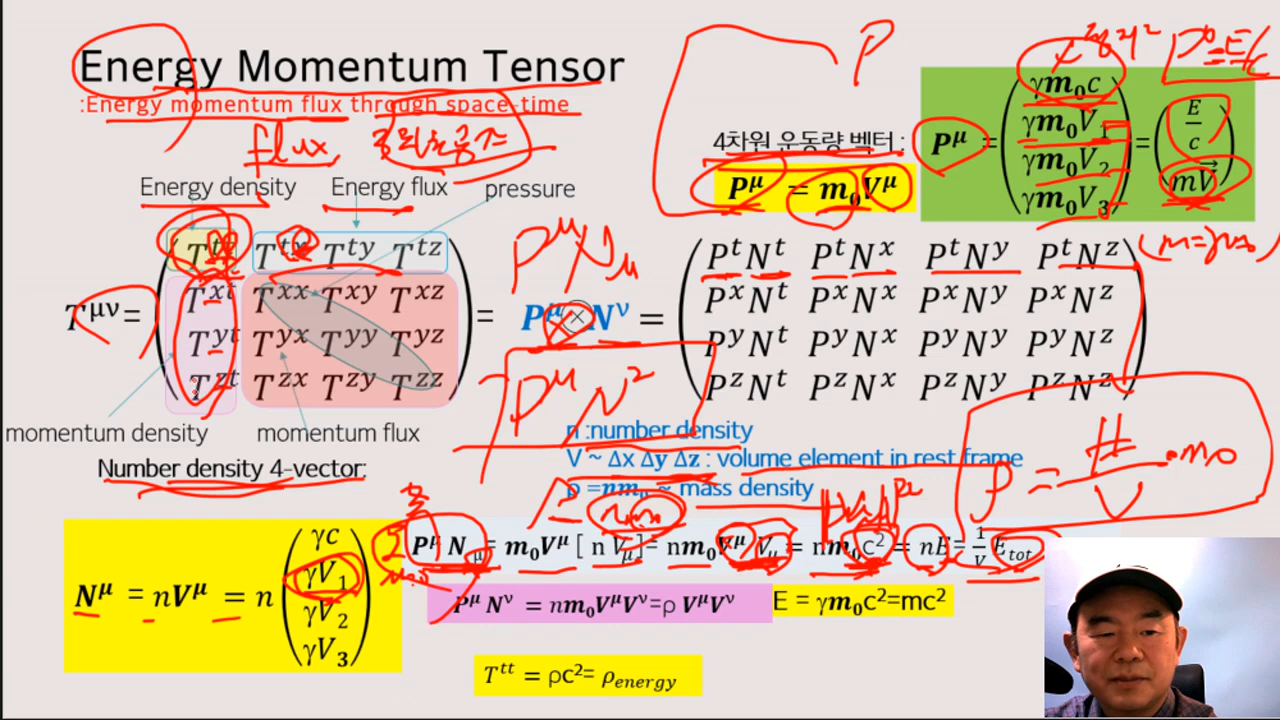 Energy Momentum Tensor
:Energy momentum flux through space-time
flux
P
P⁰=E/c
4차원 운동량 벡터 :
P^μ = m₀V^μ
P^μ = (γm₀c γm₀V₁ γm₀V₂ γm₀V₃) = (E/c mV⃗)
(m=γm₀)
Energy density
Energy flux
pressure
P^μ N_μ
T^μν = = P^μ × N^ν =
T^tt T^tx T^ty T^tz
T^xt T^xx T^xy T^xz
T^yt T^yx T^yy T^yz
T^zt T^zx T^zy T^zz
P^tN^t P^tN^x P^tN^y P^tN^z
P^xN^t P^xN^x P^xN^y P^xN^z
P^yN^t P^yN^x P^yN^y P^yN^z
P^zN^t P^zN^x P^zN^y P^zN^z
P^μ N^ν
momentum density
momentum flux
n :number density
V ~ Δx Δy Δz : volume element in rest frame
ρ =nm₀ ~ mass density
ρ = #/V · m₀
Number density 4-vector:
N^μ = nV^μ = n (γc γV₁ γV₂ γV₃)
P^μ N_μ = m₀V^μ [ n V_μ]= nm₀ V^μ V_μ = nm₀c² = nE= 1/V E_tot
P^μ N^ν = nm₀V^μV^ν=ρ V^μV^ν
E = γm₀c²=mc²
T^tt = ρc²= ρ_energy